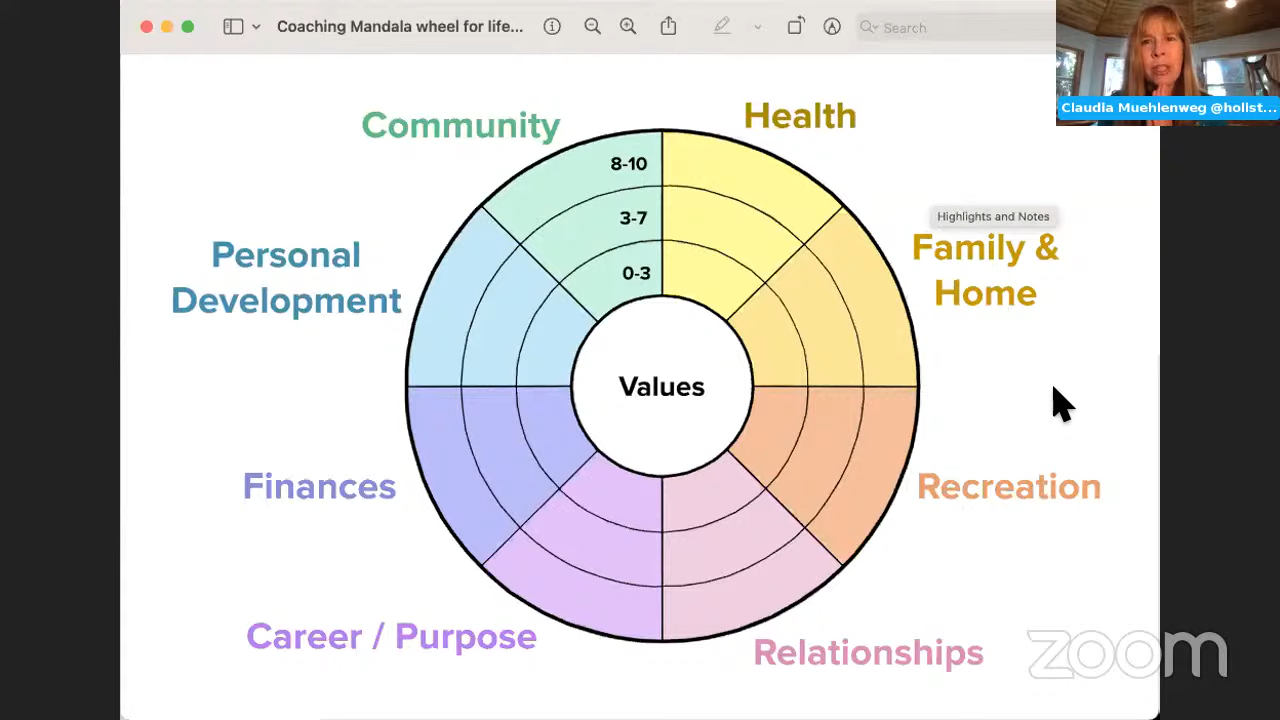 Coaching Mandala wheel for life...
Search
Claudia Muehlenweg @hollst...
Community
Health
8-10
3-7
0-3
Highlights and Notes
Personal
Development
Family &
Home
Values
Finances
Recreation
Career / Purpose
Relationships
zoom